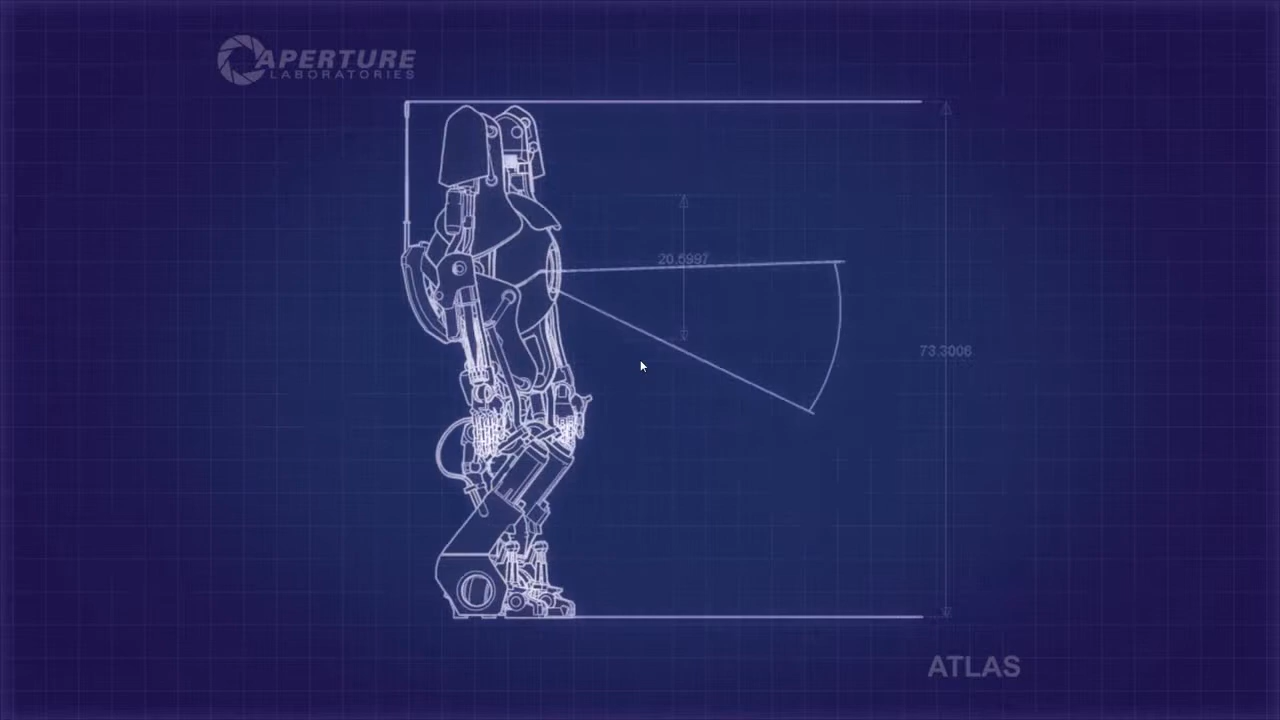 APERTURE
LABORATORIES
20.5997
73.3006
ATLAS